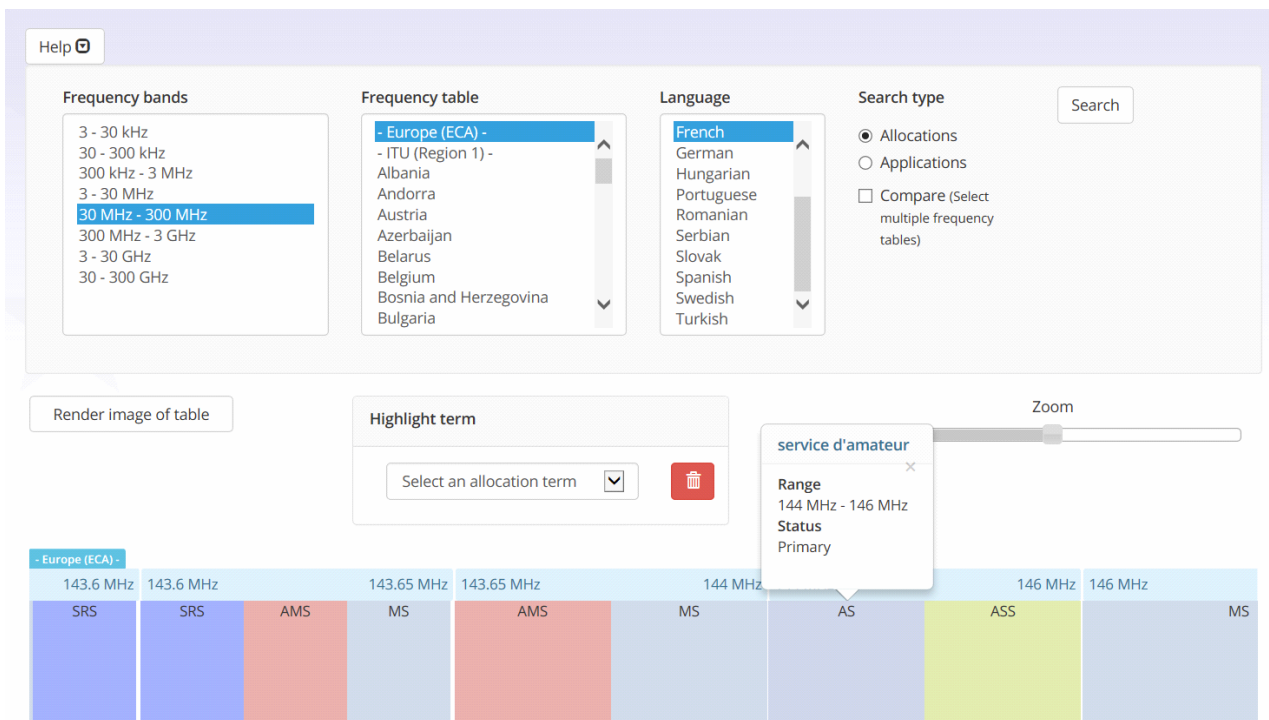 Help
Frequency bands
3 - 30 kHz
30 - 300 kHz
300 kHz - 3 MHz
3 - 30 MHz
30 MHz - 300 MHz
300 MHz - 3 GHz
3 - 30 GHz
30 - 300 GHz
Frequency table
- Europe (ECA) -
- ITU (Region 1) -
Albania
Andorra
Austria
Azerbaijan
Belarus
Belgium
Bosnia and Herzegovina
Bulgaria
Language
French
German
Hungarian
Portuguese
Romanian
Serbian
Slovak
Spanish
Swedish
Turkish
Search type
Allocations
Applications
Compare (Select
multiple frequency
tables)
Search
Render image of table
Highlight term
Select an allocation term
service d'amateur
Range
144 MHz - 146 MHz
Status
Primary
Zoom
- Europe (ECA) -
143.6 MHz 143.6 MHz 143.65 MHz 143.65 MHz 144 MHz 146 MHz 146 MHz
SRS SRS AMS MS AMS MS AS ASS MS